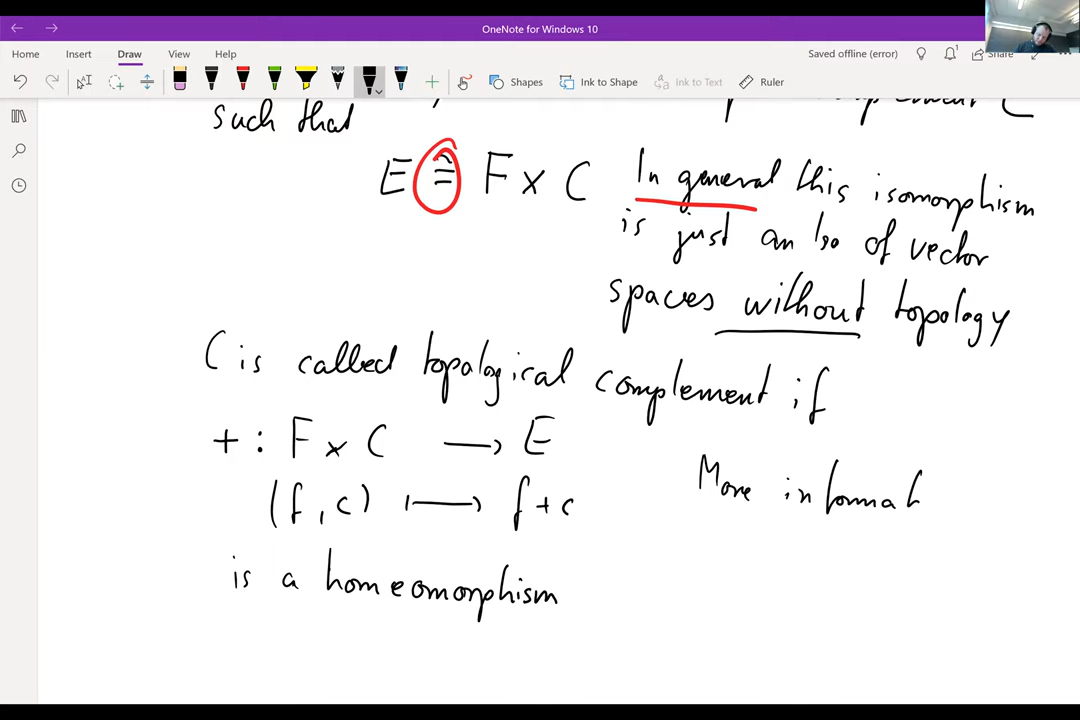 OneNote for Windows 10
Home Insert Draw View Help
Saved offline (error) Share
Shapes Ink to Shape Ink to Text Ruler
such that
E ≅ F × C In general this isomorphism
is just an iso of vector
spaces without topology
C is called topological complement if
+ : F × C ⟶ E
(f, c) ⟼ f + c
More informat
is a homeomorphism